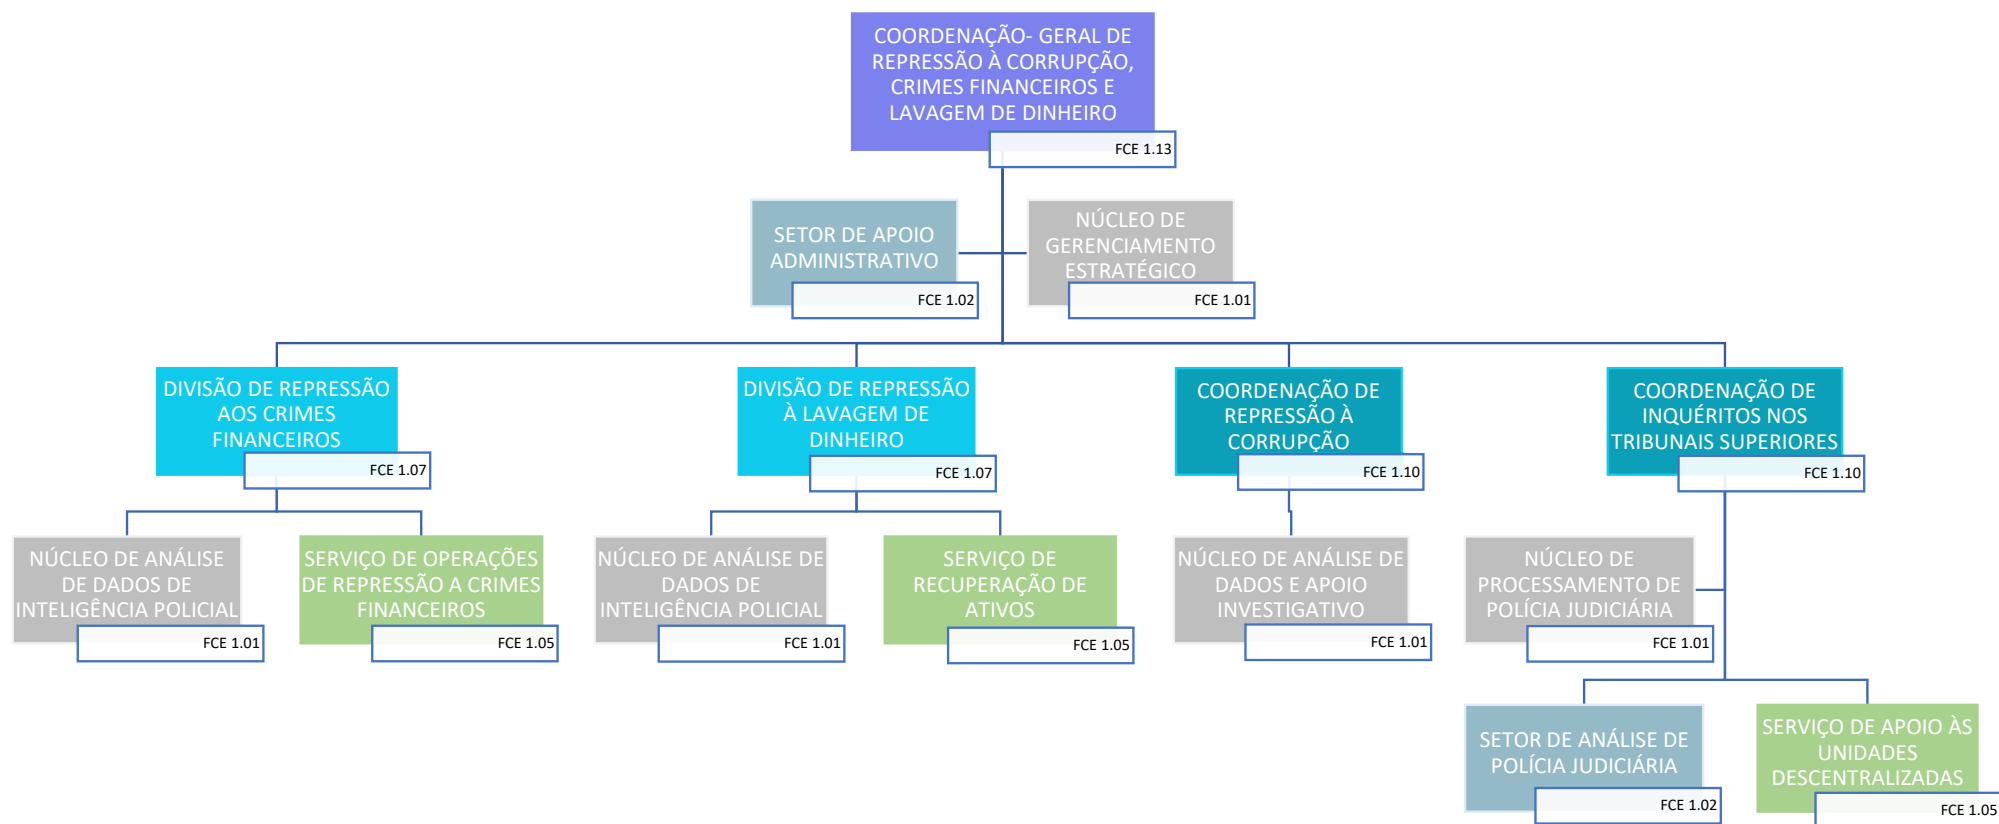 COORDENAÇÃO- GERAL DE
REPRESSÃO À CORRUPÇÃO,
CRIMES FINANCEIROS E
LAVAGEM DE DINHEIRO
FCE 1.13
SETOR DE APOIO
ADMINISTRATIVO
FCE 1.02
NÚCLEO DE
GERENCIAMENTO
ESTRATÉGICO
FCE 1.01
DIVISÃO DE REPRESSÃO
AOS CRIMES
FINANCEIROS
FCE 1.07
DIVISÃO DE REPRESSÃO
À LAVAGEM DE
DINHEIRO
FCE 1.07
COORDENAÇÃO DE
REPRESSÃO À
CORRUPÇÃO
FCE 1.10
COORDENAÇÃO DE
INQUÉRITOS NOS
TRIBUNAIS SUPERIORES
FCE 1.10
NÚCLEO DE ANÁLISE
DE DADOS DE
INTELIGÊNCIA POLICIAL
FCE 1.01
SERVIÇO DE OPERAÇÕES
DE REPRESSÃO A CRIMES
FINANCEIROS
FCE 1.05
NÚCLEO DE ANÁLISE DE
DADOS DE
INTELIGÊNCIA POLICIAL
FCE 1.01
SERVIÇO DE
RECUPERAÇÃO DE
ATIVOS
FCE 1.05
NÚCLEO DE ANÁLISE DE
DADOS E APOIO
INVESTIGATIVO
FCE 1.01
NÚCLEO DE
PROCESSAMENTO DE
POLÍCIA JUDICIÁRIA
FCE 1.01
SETOR DE ANÁLISE DE
POLÍCIA JUDICIÁRIA
FCE 1.02
SERVIÇO DE APOIO ÀS
UNIDADES
DESCENTRALIZADAS
FCE 1.05